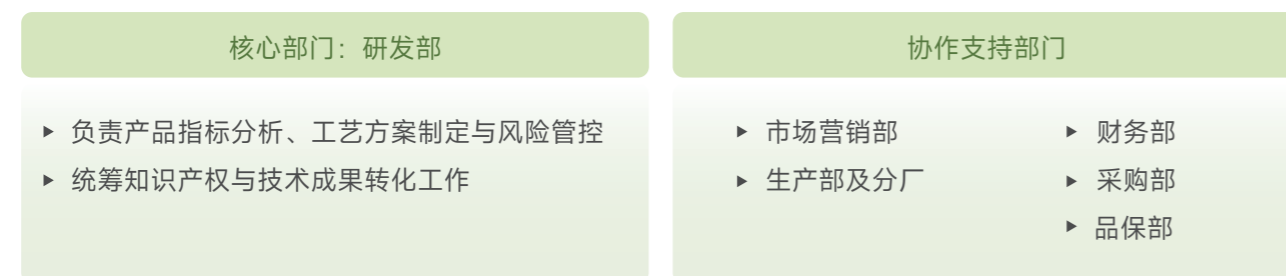 核心部门：研发部
负责产品指标分析、工艺方案制定与风险管控
统筹知识产权与技术成果转化工作
协作支持部门
市场营销部
生产部及分厂
财务部
采购部
品保部